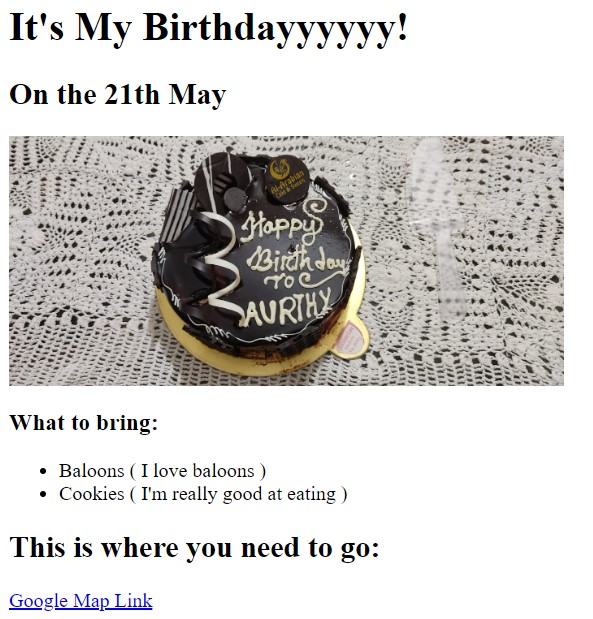 It's My Birthdayyyyyy!
On the 21th May
Al-Arabian
Happy
Birthday
To
AURTHY
What to bring:
Baloons ( I love baloons )
Cookies ( I'm really good at eating )
This is where you need to go:
Google Map Link